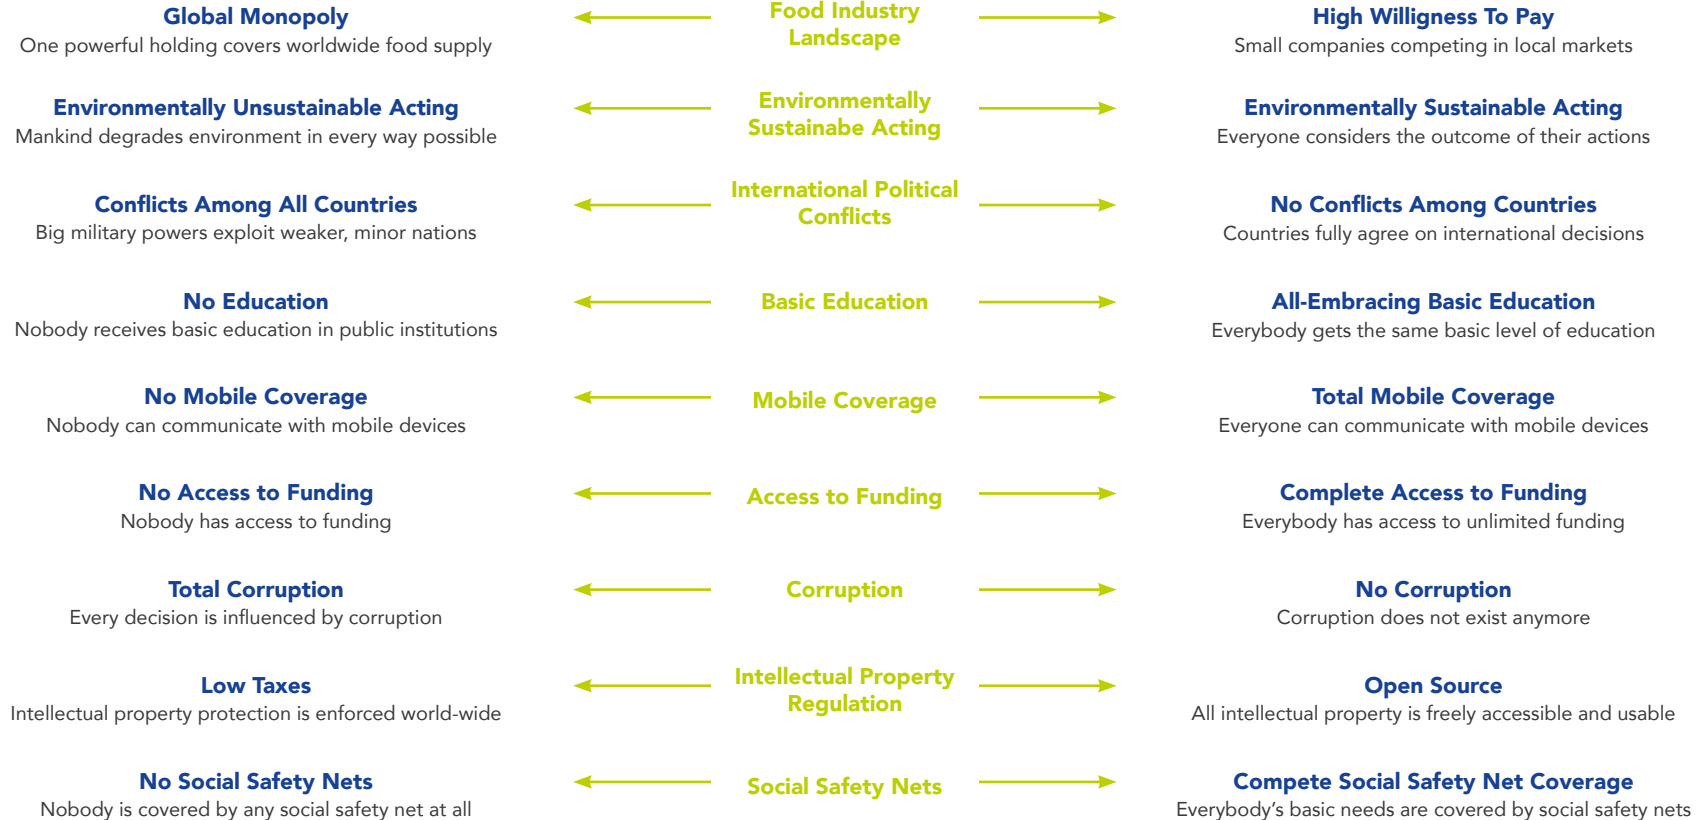 Global Monopoly
One powerful holding covers worldwide food supply
Food Industry
Landscape
High Willigness To Pay
Small companies competing in local markets
Environmentally Unsustainable Acting
Mankind degrades environment in every way possible
Environmentally
Sustainabe Acting
Environmentally Sustainable Acting
Everyone considers the outcome of their actions
Conflicts Among All Countries
Big military powers exploit weaker, minor nations
International Political
Conflicts
No Conflicts Among Countries
Countries fully agree on international decisions
No Education
Nobody receives basic education in public institutions
Basic Education
All-Embracing Basic Education
Everybody gets the same basic level of education
No Mobile Coverage
Nobody can communicate with mobile devices
Mobile Coverage
Total Mobile Coverage
Everyone can communicate with mobile devices
No Access to Funding
Nobody has access to funding
Access to Funding
Complete Access to Funding
Everybody has access to unlimited funding
Total Corruption
Every decision is influenced by corruption
Corruption
No Corruption
Corruption does not exist anymore
Low Taxes
Intellectual property protection is enforced world-wide
Intellectual Property
Regulation
Open Source
All intellectual property is freely accessible and usable
No Social Safety Nets
Nobody is covered by any social safety net at all
Social Safety Nets
Compete Social Safety Net Coverage
Everybody's basic needs are covered by social safety nets